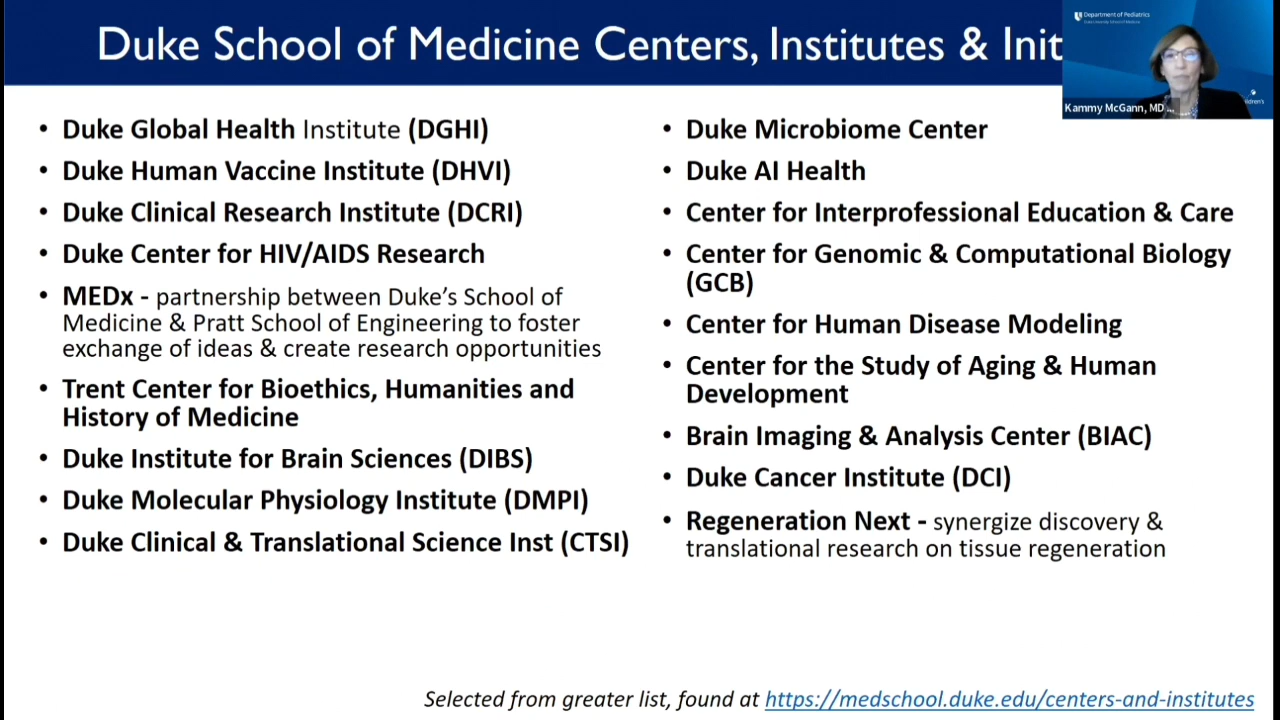 Duke School of Medicine Centers, Institutes & Init
Department of Pediatrics
Kammy McGann, MD ...
• Duke Global Health Institute (DGHI)
• Duke Human Vaccine Institute (DHVI)
• Duke Clinical Research Institute (DCRI)
• Duke Center for HIV/AIDS Research
• MEDx - partnership between Duke’s School of
Medicine & Pratt School of Engineering to foster
exchange of ideas & create research opportunities
• Trent Center for Bioethics, Humanities and
History of Medicine
• Duke Institute for Brain Sciences (DIBS)
• Duke Molecular Physiology Institute (DMPI)
• Duke Clinical & Translational Science Inst (CTSI)
• Duke Microbiome Center
• Duke AI Health
• Center for Interprofessional Education & Care
• Center for Genomic & Computational Biology
(GCB)
• Center for Human Disease Modeling
• Center for the Study of Aging & Human
Development
• Brain Imaging & Analysis Center (BIAC)
• Duke Cancer Institute (DCI)
• Regeneration Next - synergize discovery &
translational research on tissue regeneration
Selected from greater list, found at https://medschool.duke.edu/centers-and-institutes